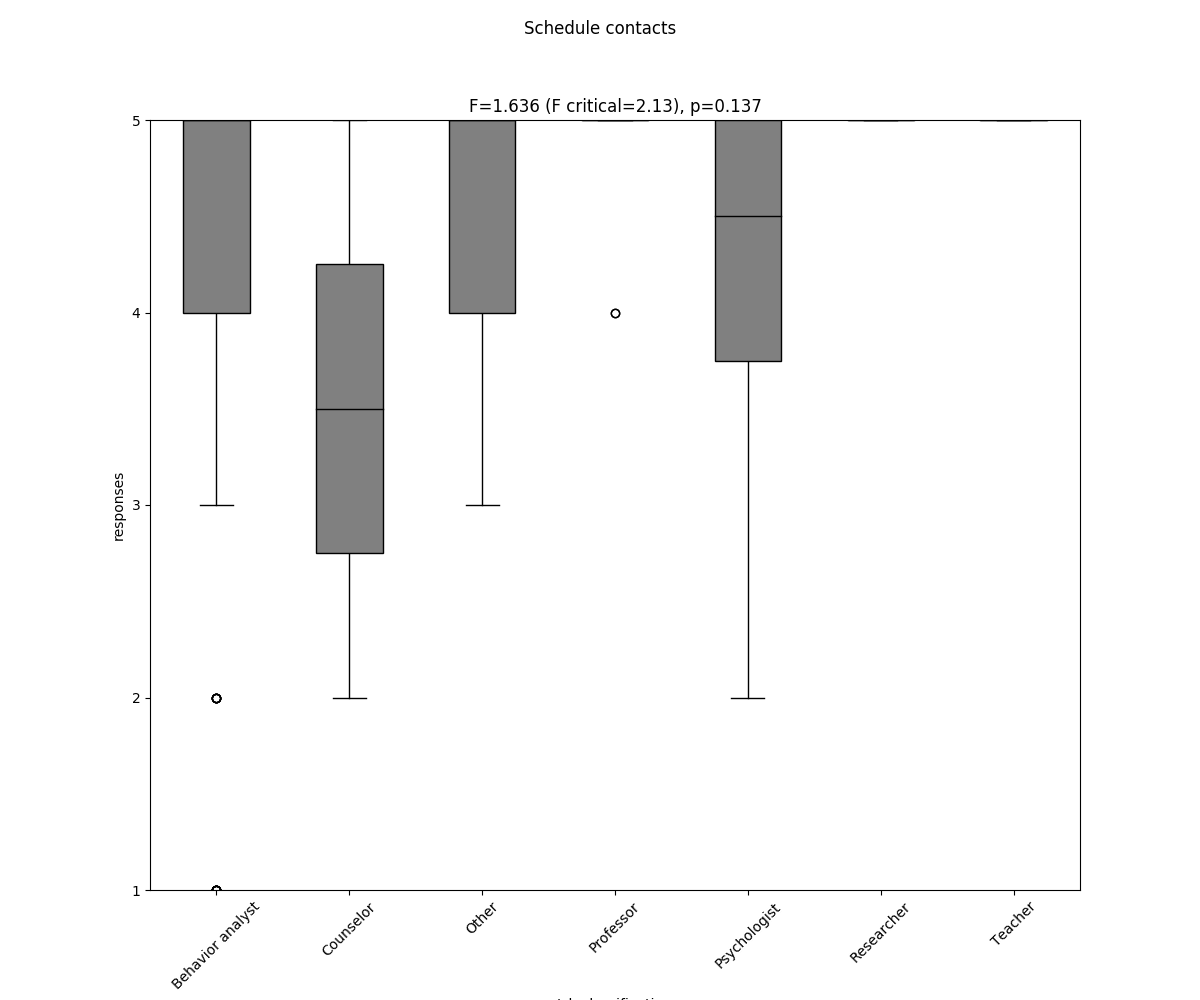 Schedule contacts
F=1.636 (F critical=2.13), p=0.137
5
4
3
2
1
responses
Behavior analyst
Counselor
Other
Professor
Psychologist
Researcher
Teacher